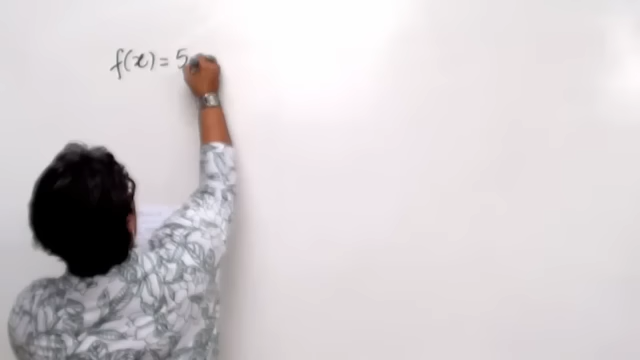 f(x) = 5